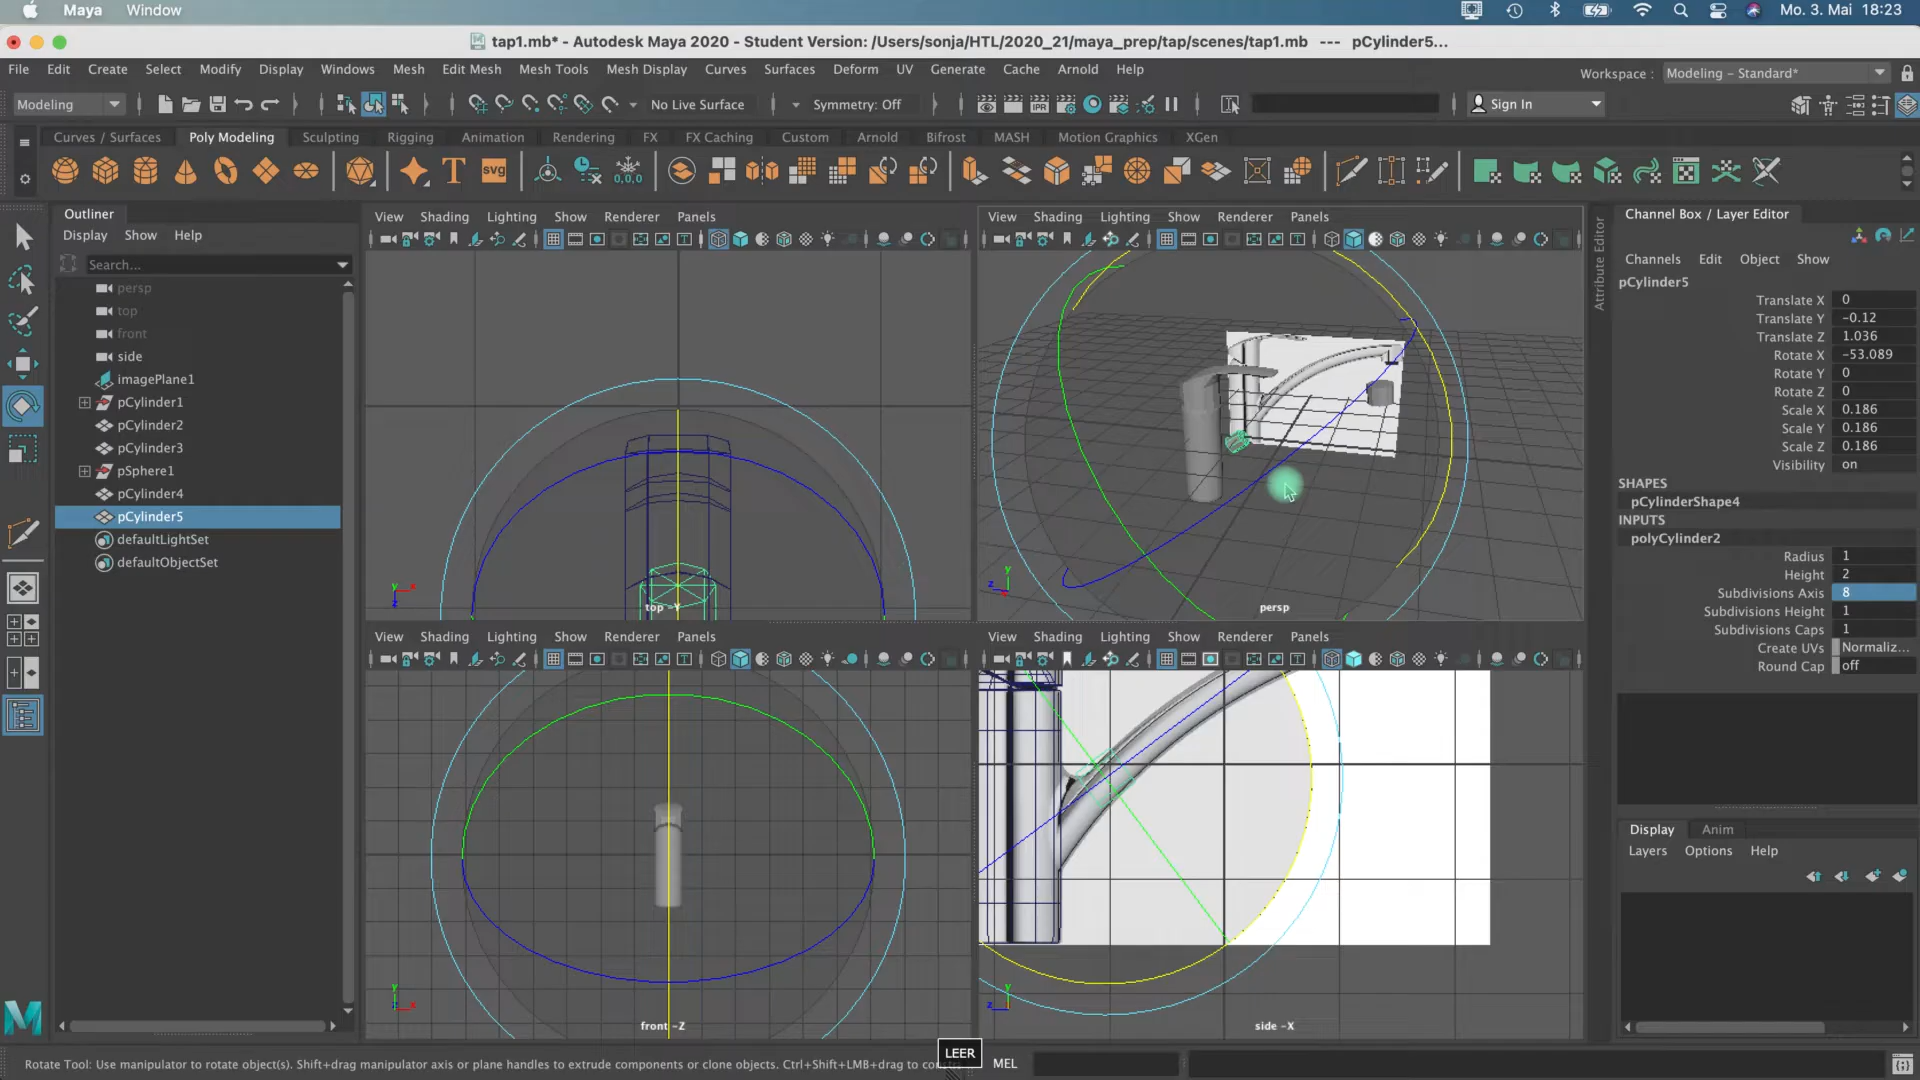 Maya Window Mo. 3. Mai 18:23
tap1.mb* - Autodesk Maya 2020 - Student Version: /Users/sonja/HTL/2020_21/maya_prep/tap/scenes/tap1.mb --- pCylinder5...
File Edit Create Select Modify Display Windows Mesh Edit Mesh Mesh Tools Mesh Display Curves Surfaces Deform UV Generate Cache Arnold Help Workspace : Modeling - Standard*
Modeling No Live Surface Symmetry: Off IPR Sign In
Curves / Surfaces Poly Modeling Sculpting Rigging Animation Rendering FX FX Caching Custom Arnold Bifrost MASH Motion Graphics XGen
T svg 0,0,0
Outliner
Display Show Help
Search...
persp
top
front
side
imagePlane1
pCylinder1
pCylinder2
pCylinder3
pSphere1
pCylinder4
pCylinder5
defaultLightSet
defaultObjectSet
View Shading Lighting Show Renderer Panels
top -Y
View Shading Lighting Show Renderer Panels
persp
View Shading Lighting Show Renderer Panels
front -Z
View Shading Lighting Show Renderer Panels
side -X
Attribute Editor
Channel Box / Layer Editor
Channels Edit Object Show
pCylinder5
Translate X 0
Translate Y -0.12
Translate Z 1.036
Rotate X -53.089
Rotate Y 0
Rotate Z 0
Scale X 0.186
Scale Y 0.186
Scale Z 0.186
Visibility on
SHAPES
pCylinderShape4
INPUTS
polyCylinder2
Radius 1
Height 2
Subdivisions Axis 8
Subdivisions Height 1
Subdivisions Caps 1
Create UVs Normaliz...
Round Cap off
Display Anim
Layers Options Help
Rotate Tool: Use manipulator to rotate object(s). Shift+drag manipulator axis or plane handles to extrude components or clone objects. Ctrl+Shift+LMB+drag to co
LEER
MEL